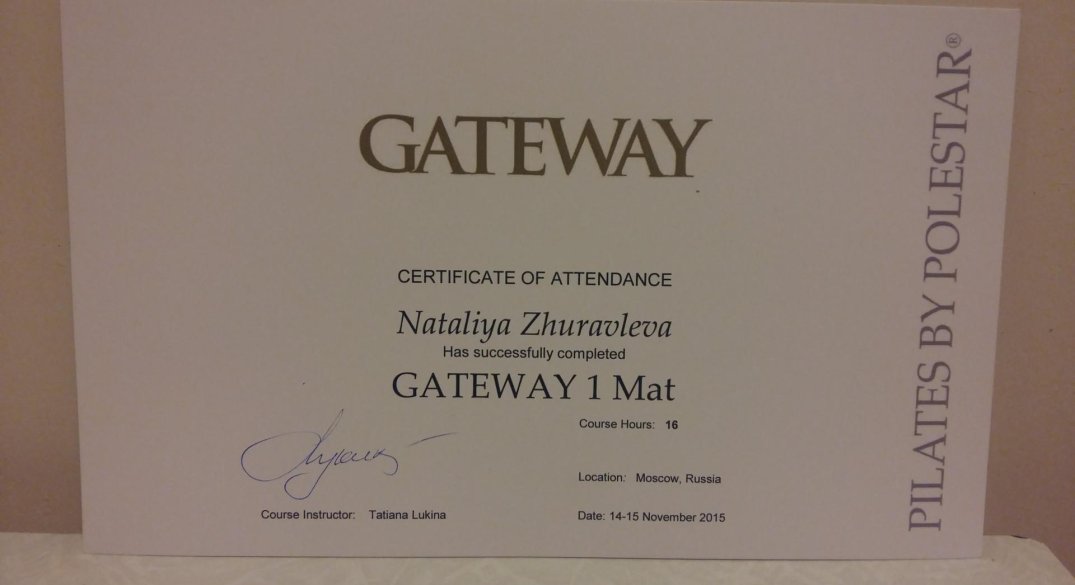 GATEWAY
CERTIFICATE OF ATTENDANCE
Nataliya Zhuravleva
Has successfully completed
GATEWAY 1 Mat
Course Hours: 16
Location: Moscow, Russia
Course Instructor: Tatiana Lukina
Date: 14-15 November 2015
PILATES BY POLESTAR®